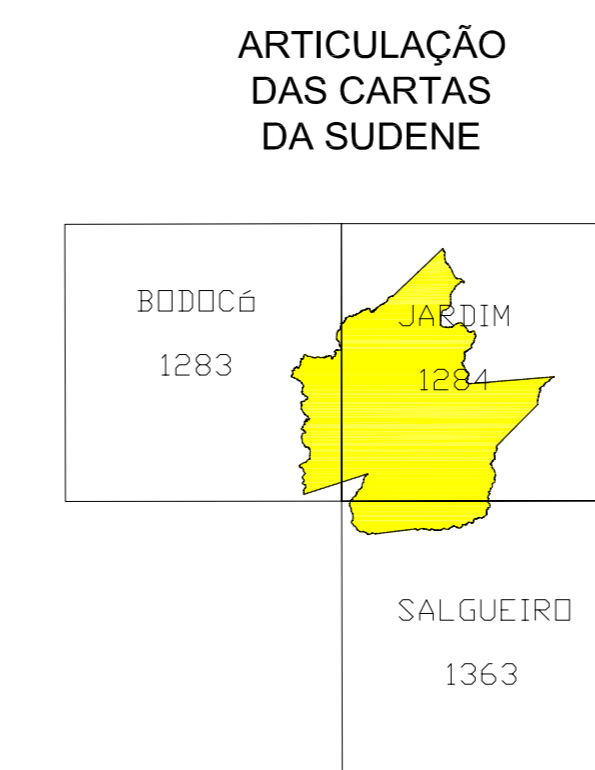 ARTICULAÇÃO
DAS CARTAS
DA SUDENE
BODOCó
JARDIM
1283
1284
SALGUEIRO
1363